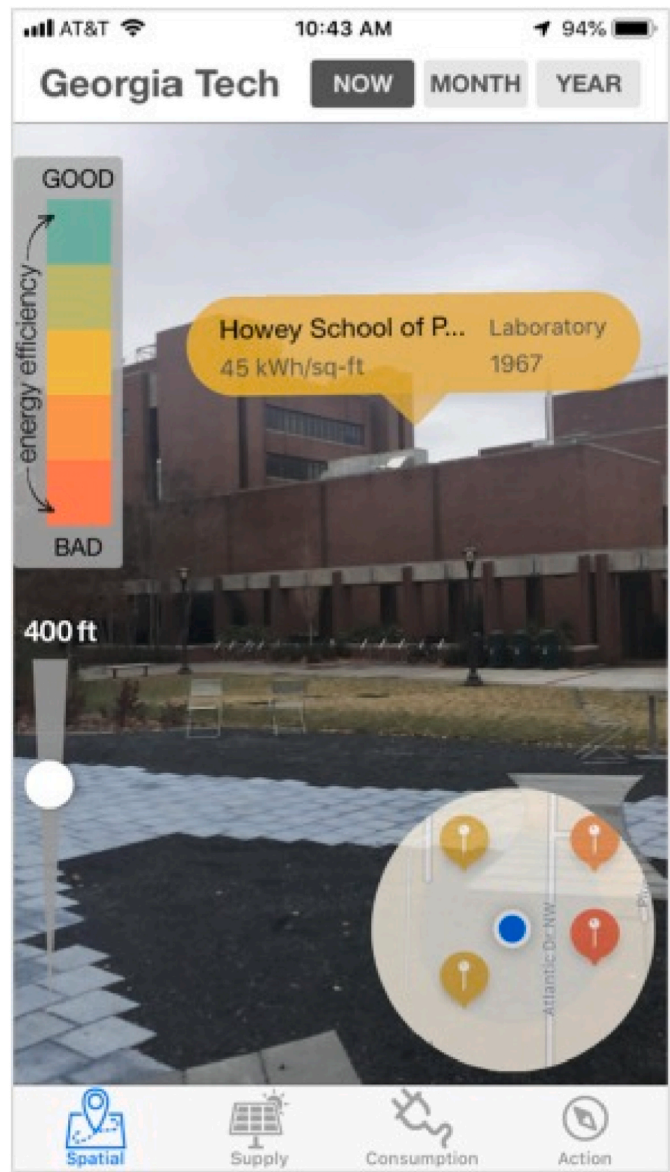 AT&T 10:43 AM 94%
Georgia Tech NOW MONTH YEAR
GOOD
energy efficiency
BAD
Howey School of P... Laboratory
45 kWh/sq-ft 1967
400 ft
Atlantic Dr NW
Spatial Supply Consumption Action